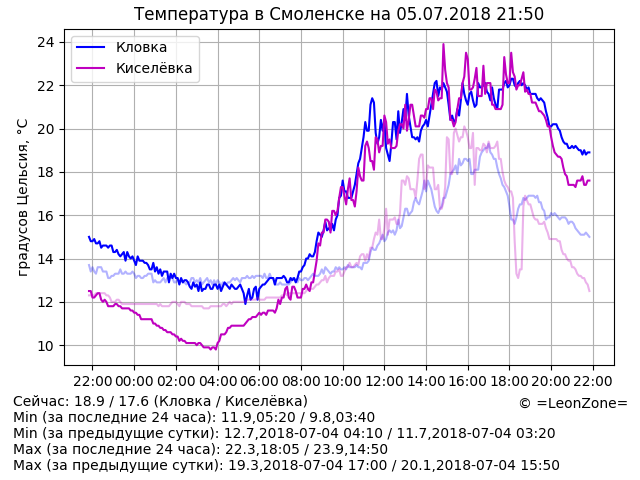 Температура в Смоленске на 05.07.2018 21:50
Кловка
Киселёвка
градусов Цельсия, °C
24
22
20
18
16
14
12
10
22:00 00:00 02:00 04:00 06:00 08:00 10:00 12:00 14:00 16:00 18:00 20:00 22:00
Сейчас: 18.9 / 17.6 (Кловка / Киселёвка)
© =LeonZone=
Min (за последние 24 часа): 11.9,05:20 / 9.8,03:40
Min (за предыдущие сутки): 12.7,2018-07-04 04:10 / 11.7,2018-07-04 03:20
Max (за последние 24 часа): 22.3,18:05 / 23.9,14:50
Max (за предыдущие сутки): 19.3,2018-07-04 17:00 / 20.1,2018-07-04 15:50